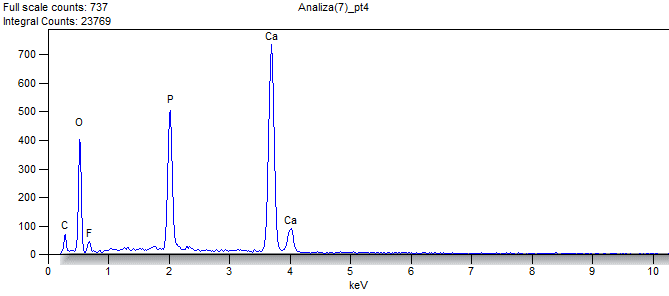 Full scale counts: 737
Analiza(7)_pt4
Integral Counts: 23769
Ca
700
600
P
500
O
400
300
200
Ca
C
100
F
0
0 1 2 3 4 5 6 7 8 9 10
keV